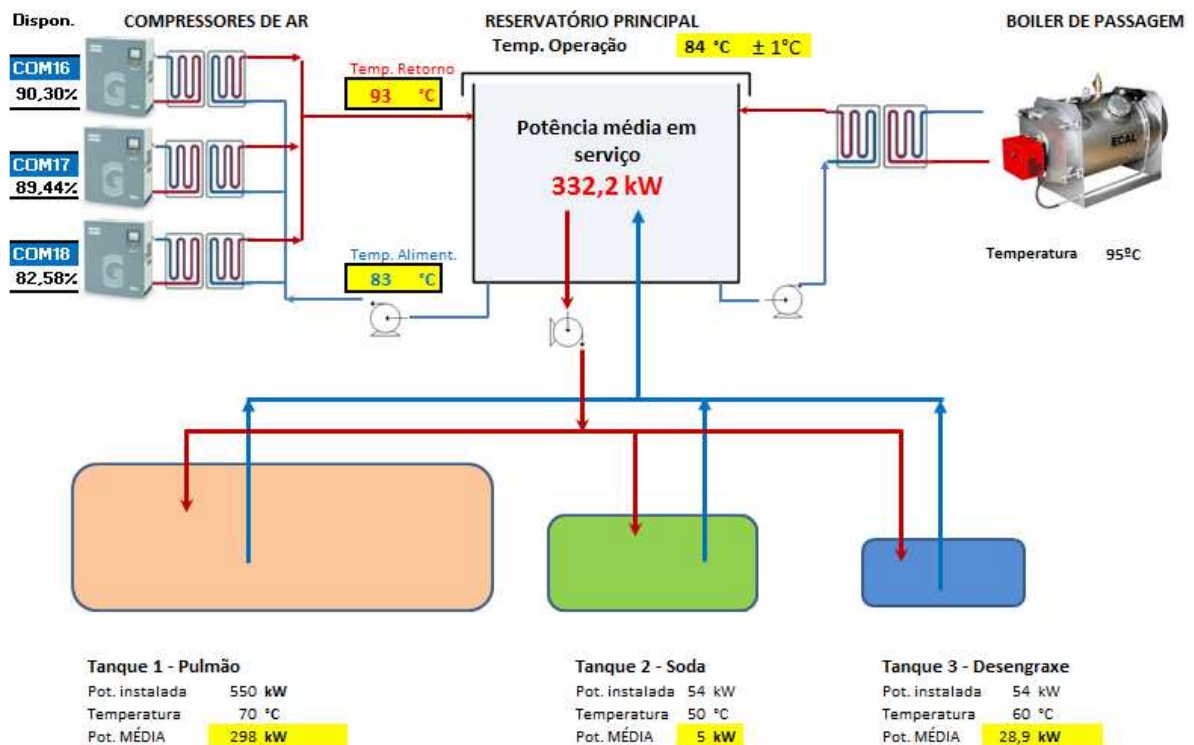 Dispon. COMPRESSORES DE AR RESERVATÓRIO PRINCIPAL BOILER DE PASSAGEM
Temp. Operação 84 °C ± 1°C
COM16
90,30%
Temp. Retorno
93 °C
Potência média em
serviço
332,2 kW
ECAL
COM17
89,44%
COM18
82,58%
Temp. Aliment.
83 °C
Temperatura 95ºC
G
G
G
Tanque 1 - Pulmão
Pot. instalada 550 kW
Temperatura 70 °C
Pot. MÉDIA 298 kW
Tanque 2 - Soda
Pot. instalada 54 kW
Temperatura 50 °C
Pot. MÉDIA 5 kW
Tanque 3 - Desengraxe
Pot. instalada 54 kW
Temperatura 60 °C
Pot. MÉDIA 28,9 kW